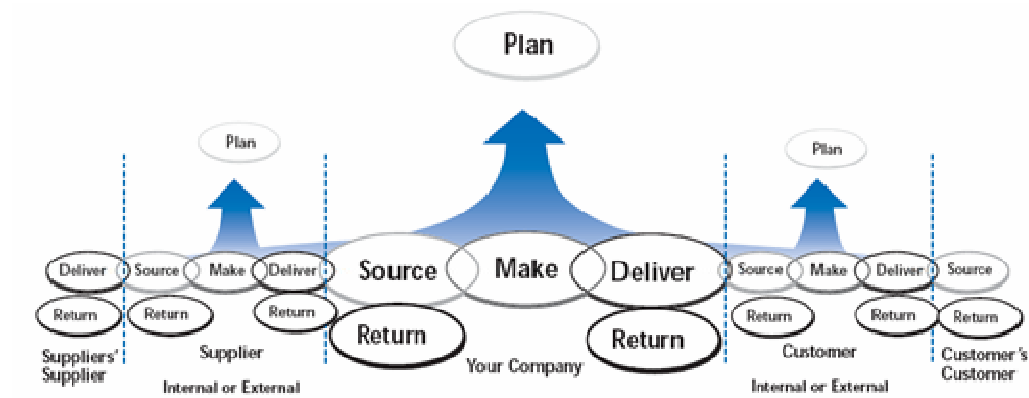 Plan
Plan
Plan
Deliver
Source
Make
Deliver
Source
Make
Deliver
Source
Make
Deliver
Source
Return
Return
Return
Return
Return
Return
Return
Return
Suppliers'
Supplier
Supplier
Internal or External
Your Company
Customer
Internal or External
Customer's
Customer